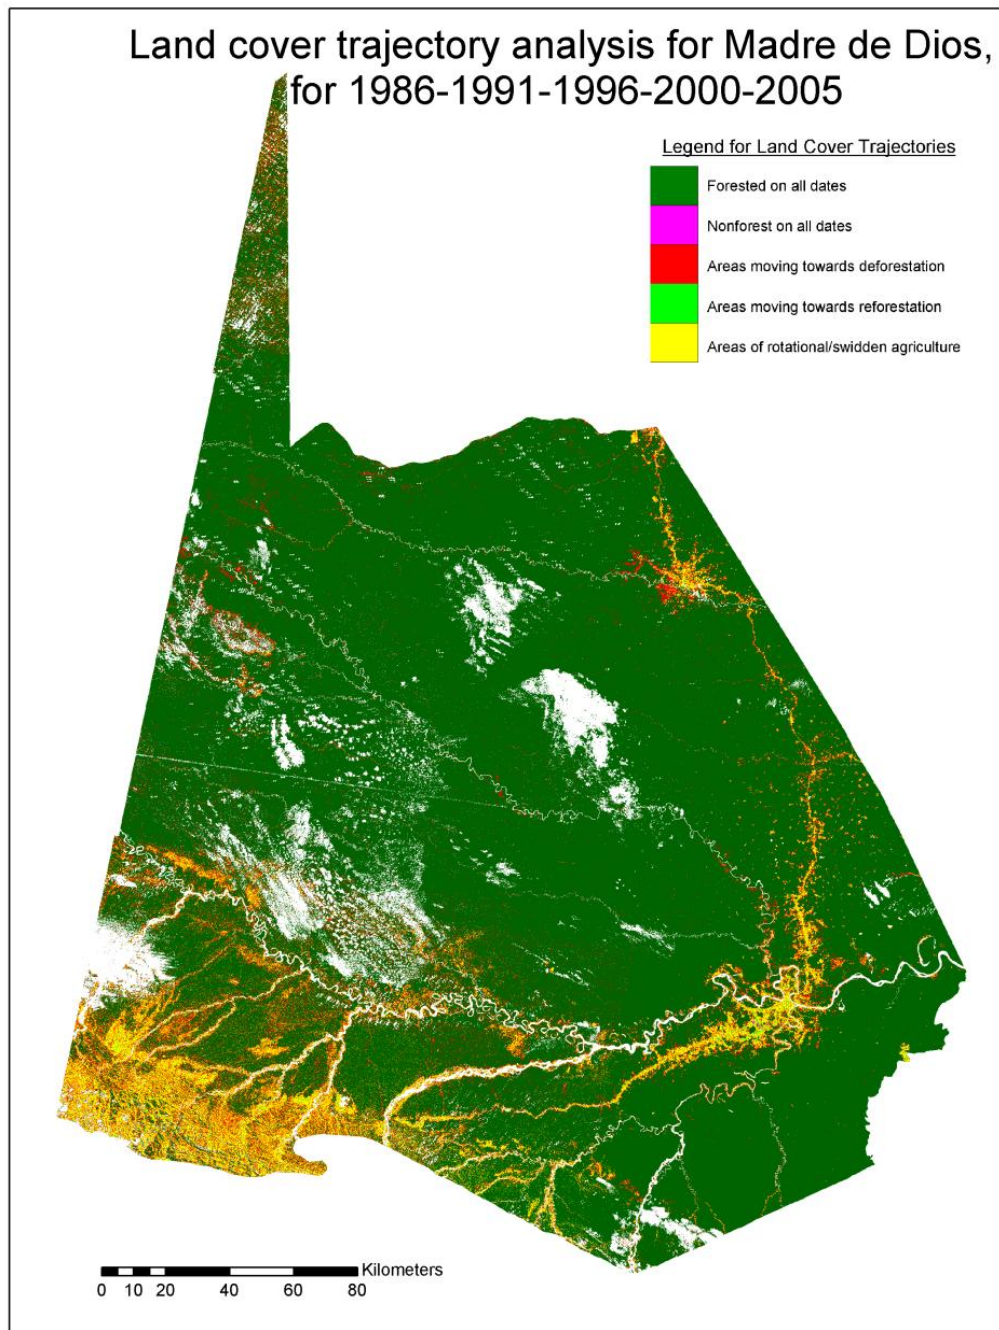 Land cover trajectory analysis for Madre de Dios,
for 1986-1991-1996-2000-2005
Legend for Land Cover Trajectories
Forested on all dates
Nonforest on all dates
Areas moving towards deforestation
Areas moving towards reforestation
Areas of rotational/swidden agriculture
Kilometers
0 10 20 40 60 80